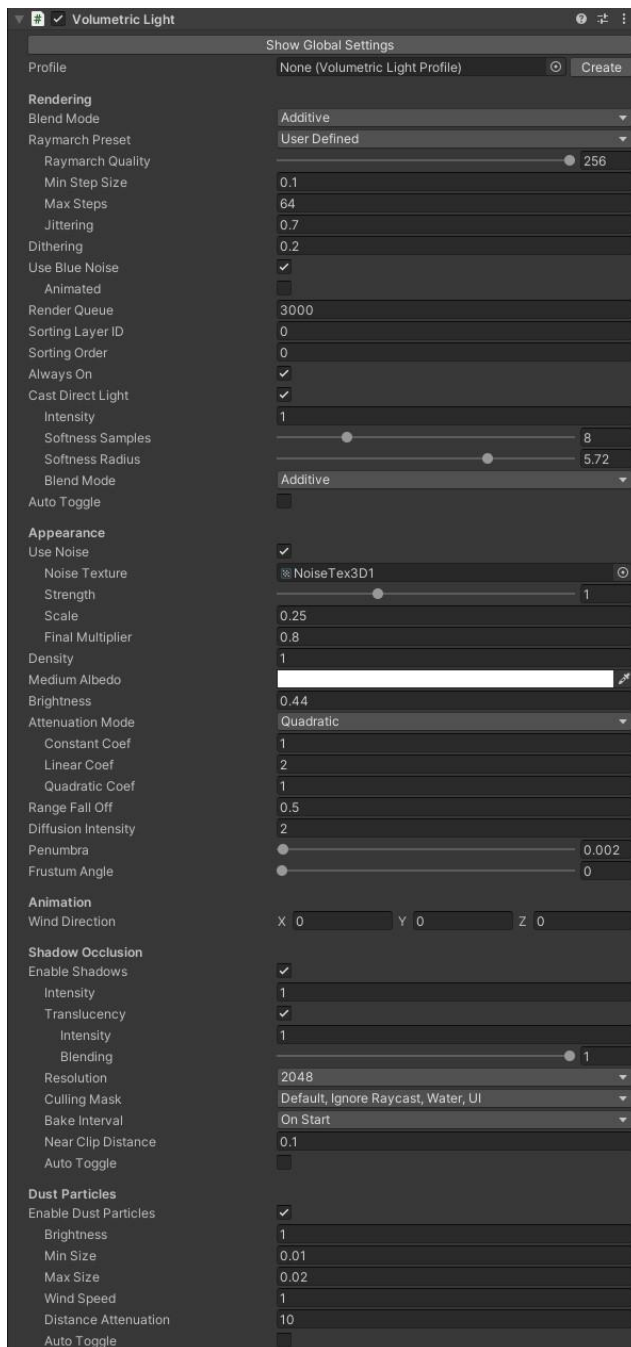 # Volumetric Light
Show Global Settings
Profile None (Volumetric Light Profile) Create
Rendering
Blend Mode Additive
Raymarch Preset User Defined
Raymarch Quality 256
Min Step Size 0.1
Max Steps 64
Jittering 0.7
Dithering 0.2
Use Blue Noise
Animated
Render Queue 3000
Sorting Layer ID 0
Sorting Order 0
Always On
Cast Direct Light
Intensity 1
Softness Samples 8
Softness Radius 5.72
Blend Mode Additive
Auto Toggle
Appearance
Use Noise
Noise Texture NoiseTex3D1
Strength 1
Scale 0.25
Final Multiplier 0.8
Density 1
Medium Albedo
Brightness 0.44
Attenuation Mode Quadratic
Constant Coef 1
Linear Coef 2
Quadratic Coef 1
Range Fall Off 0.5
Diffusion Intensity 2
Penumbra 0.002
Frustum Angle 0
Animation
Wind Direction X 0 Y 0 Z 0
Shadow Occlusion
Enable Shadows
Intensity 1
Translucency
Intensity 1
Blending 1
Resolution 2048
Culling Mask Default, Ignore Raycast, Water, UI
Bake Interval On Start
Near Clip Distance 0.1
Auto Toggle
Dust Particles
Enable Dust Particles
Brightness 1
Min Size 0.01
Max Size 0.02
Wind Speed 1
Distance Attenuation 10
Auto Toggle